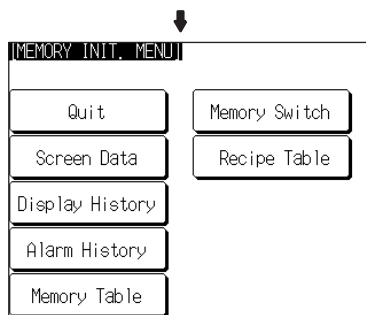 [MEMORY INIT. MENU]
Quit
Memory Switch
Screen Data
Recipe Table
Display History
Alarm History
Memory Table